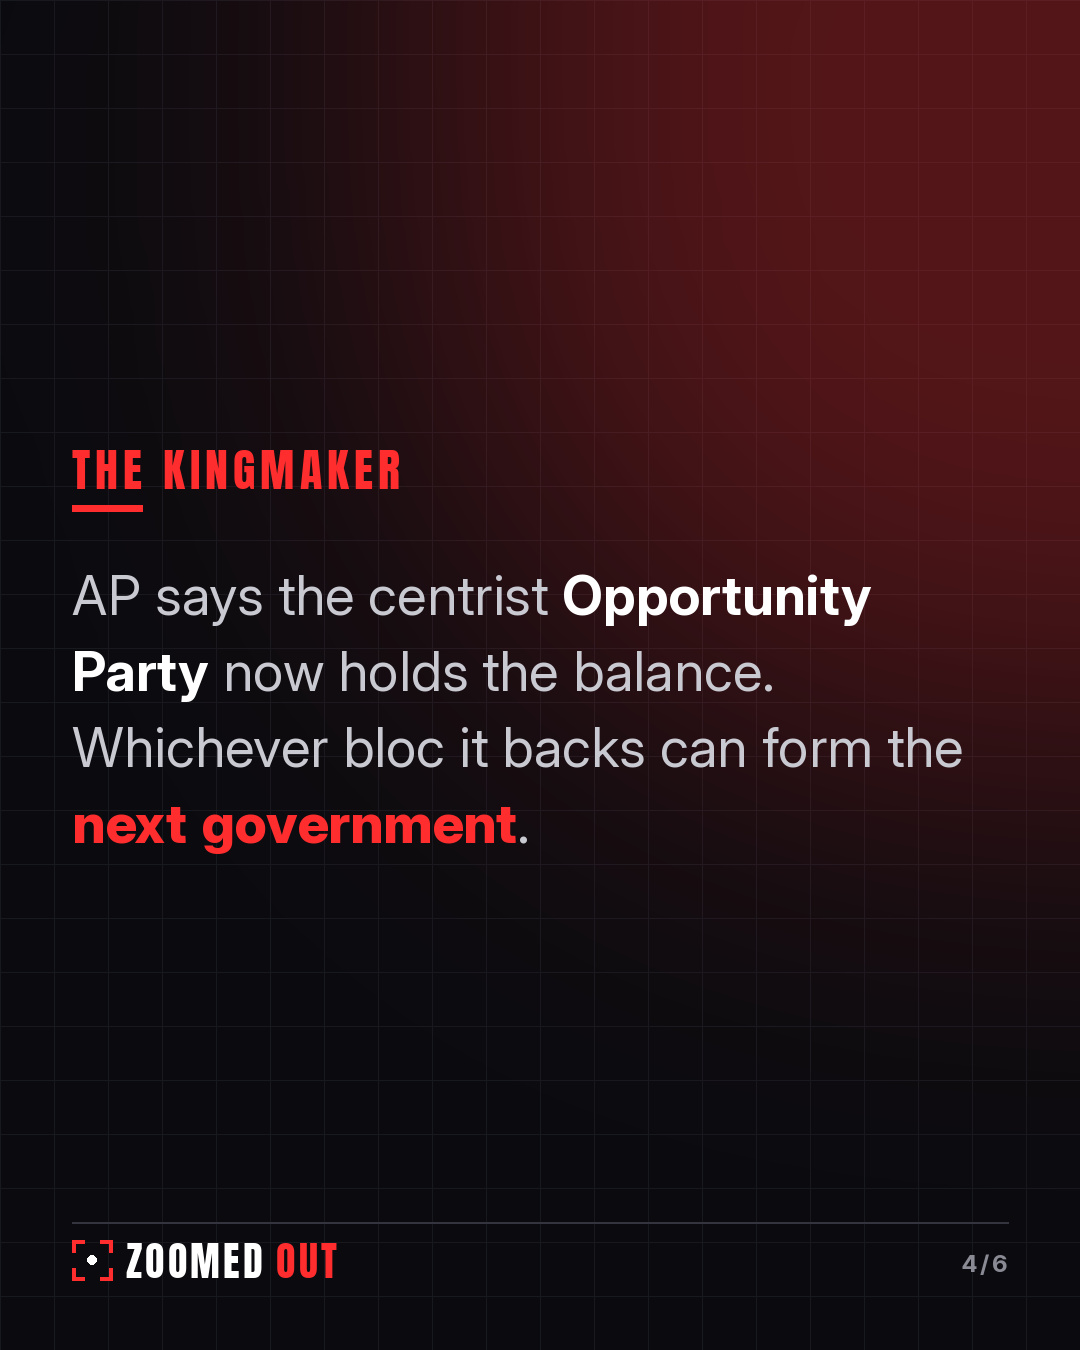 THE KINGMAKER
AP says the centrist Opportunity
Party now holds the balance.
Whichever bloc it backs can form the
next government.
ZOOMED OUT
4/6